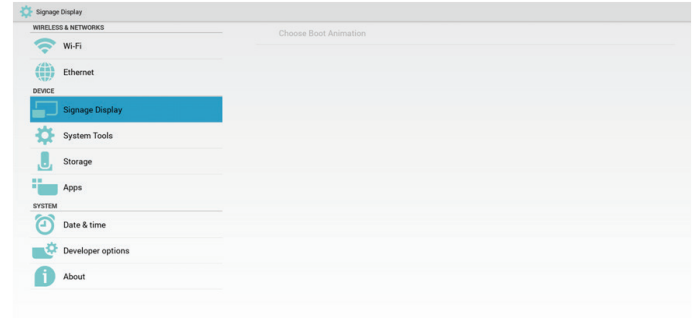 Signage Display
WIRELESS & NETWORKS
Wi-Fi
Ethernet
DEVICE
Signage Display
System Tools
Storage
Apps
SYSTEM
Date & time
Developer options
About
Choose Boot Animation